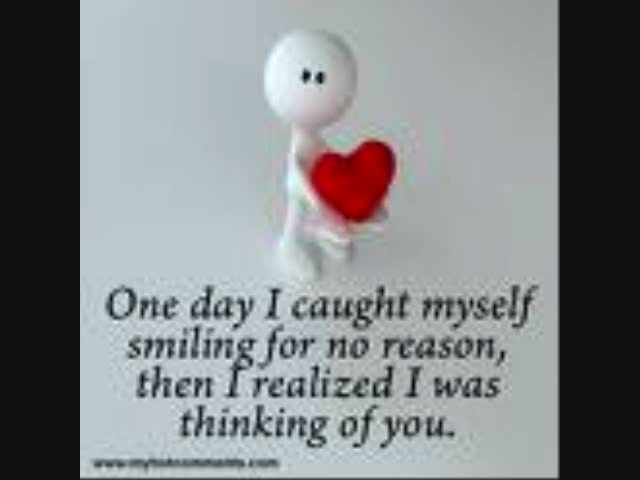 One day I caught myself
smiling for no reason,
then I realized I was
thinking of you.